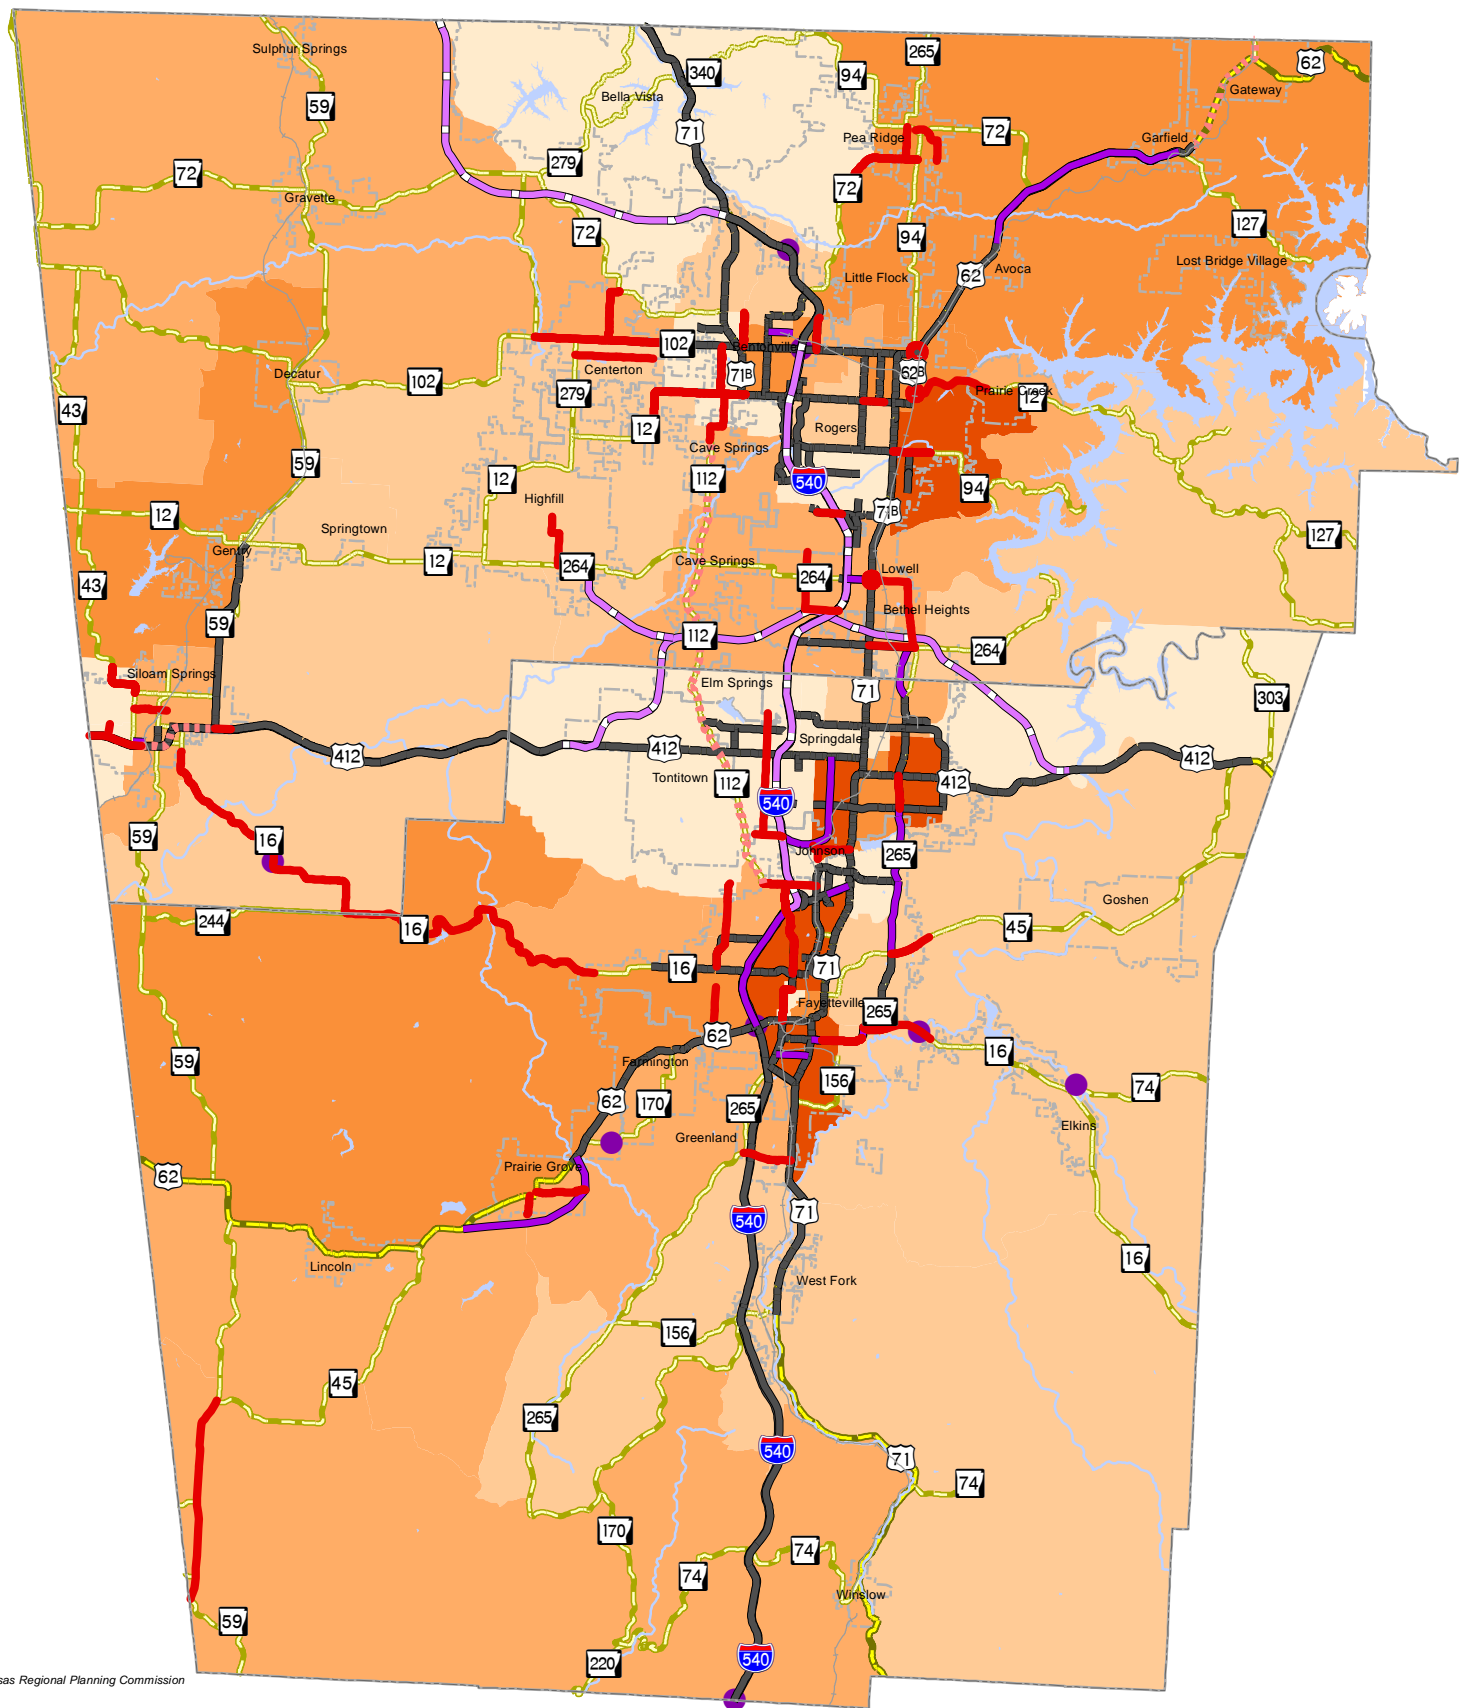 Sulphur Springs
265
62
340
94
Gateway
Bella Vista
59
71
Pea Ridge
72
Garfield
279
72
72
Gravette
127
72
94
Lost Bridge Village
Little Flock
62
Avoca
102
Bentonville
Centerton
71B
62B
Decatur
102
279
Prairie Creek
127
43
12
Rogers
Cave Springs
59
12
112
540
94
Highfill
12
71B
Springtown
127
Gentry
12
Cave Springs
264
264
Lowell
43
59
Bethel Heights
112
264
Siloam Springs
Elm Springs
71
303
412
412
Springdale
412
Tontitown
112
412
540
59
16
Johnson
265
Goshen
244
16
45
16
71
Fayetteville
265
62
16
59
Farmington
156
74
62
170
265
Elkins
Greenland
62
Prairie Grove
540
71
16
Lincoln
West Fork
156
45
265
540
71
74
170
74
74
Winslow
59
540
220
sas Regional Planning Commission